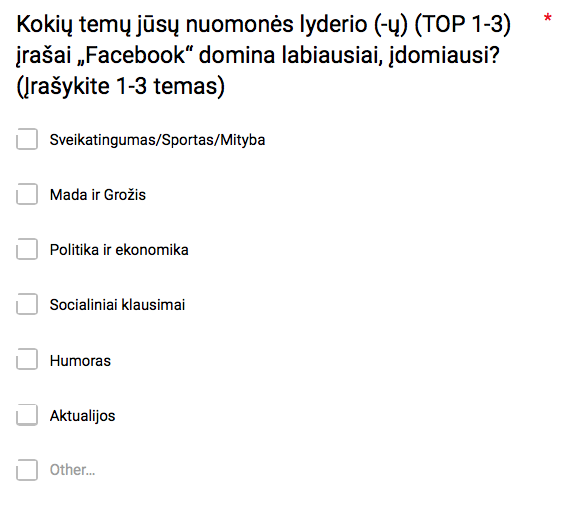 Kokių temų jūsų nuomonės lyderio (-ų) (TOP 1-3) *
įrašai „Facebook“ domina labiausiai, įdomiausi?
(Įrašykite 1-3 temas)
Sveikatingumas/Sportas/Mityba
Mada ir Grožis
Politika ir ekonomika
Socialiniai klausimai
Humoras
Aktualijos
Other...